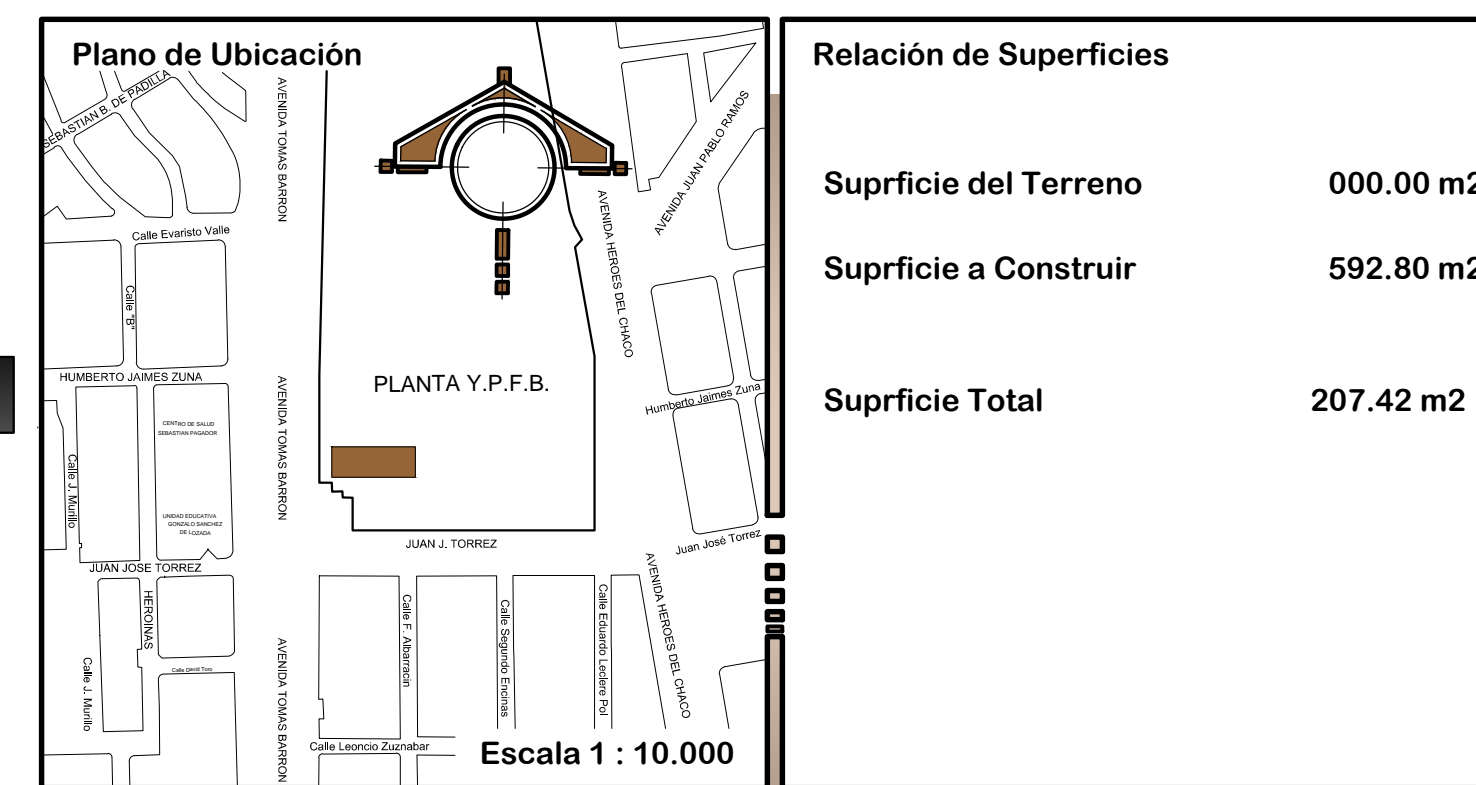 Plano de Ubicación
SEBASTIAN B. DE PADILLA
AVENIDA TOMAS BARRON
AVENIDA JUAN PABLO RAMOS
Calle Evaristo Valle
AVENIDA HEROES DEL CHACO
Calle "B"
HUMBERTO JAIMES ZUNA
PLANTA Y.P.F.B.
AVENIDA TOMAS BARRON
Humberto Jaimes Zuna
CENTRO DE SALUD
SEBASTIAN PAGADOR
Calle J. Murillo
UNIDAD EDUCATIVA
GONZALO SANCHEZ
DE LOZADA
JUAN J. TORREZ
Juan José Torrez
JUAN JOSE TORREZ
HEROINAS
Calle F. Albarracin
Calle Segundo Encinas
Calle Eduardo Leclere Pol
AVENIDA HEROES DEL CHACO
Calle J. Murillo
Calle David Toro
AVENIDA TOMAS BARRON
Calle Leoncio Zuznabar
Escala 1 : 10.000
Relación de Superficies
Suprficie del Terreno 000.00 m2
Suprficie a Construir 592.80 m2
Suprficie Total 207.42 m2